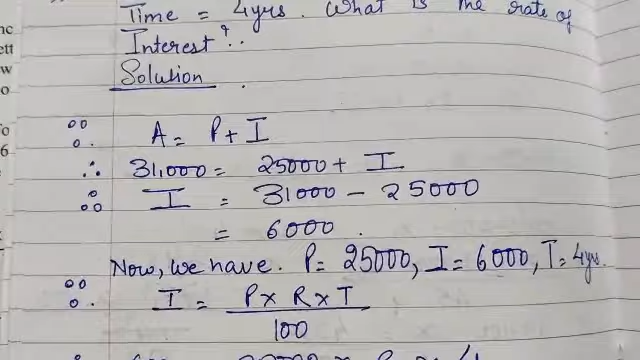 Time = 4yrs. What is the rate of
Interest?..
Solution.
A = P + I
∴ 31,000 = 25000 + I
I = 31000 - 25000
= 6000.
Now, we have. P = 25000, I = 6000, T = 4yrs.
I = P × R × T
100